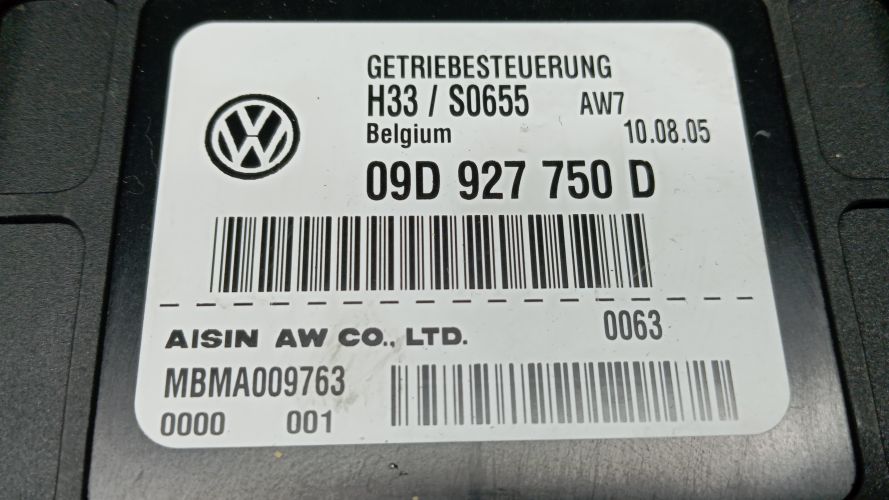 GETRIEBESTEUERUNG
H33 / S0655 AW7
Belgium 10.08.05
09D 927 750 D
AISIN AW CO., LTD. 0063
MBMA009763
0000 001